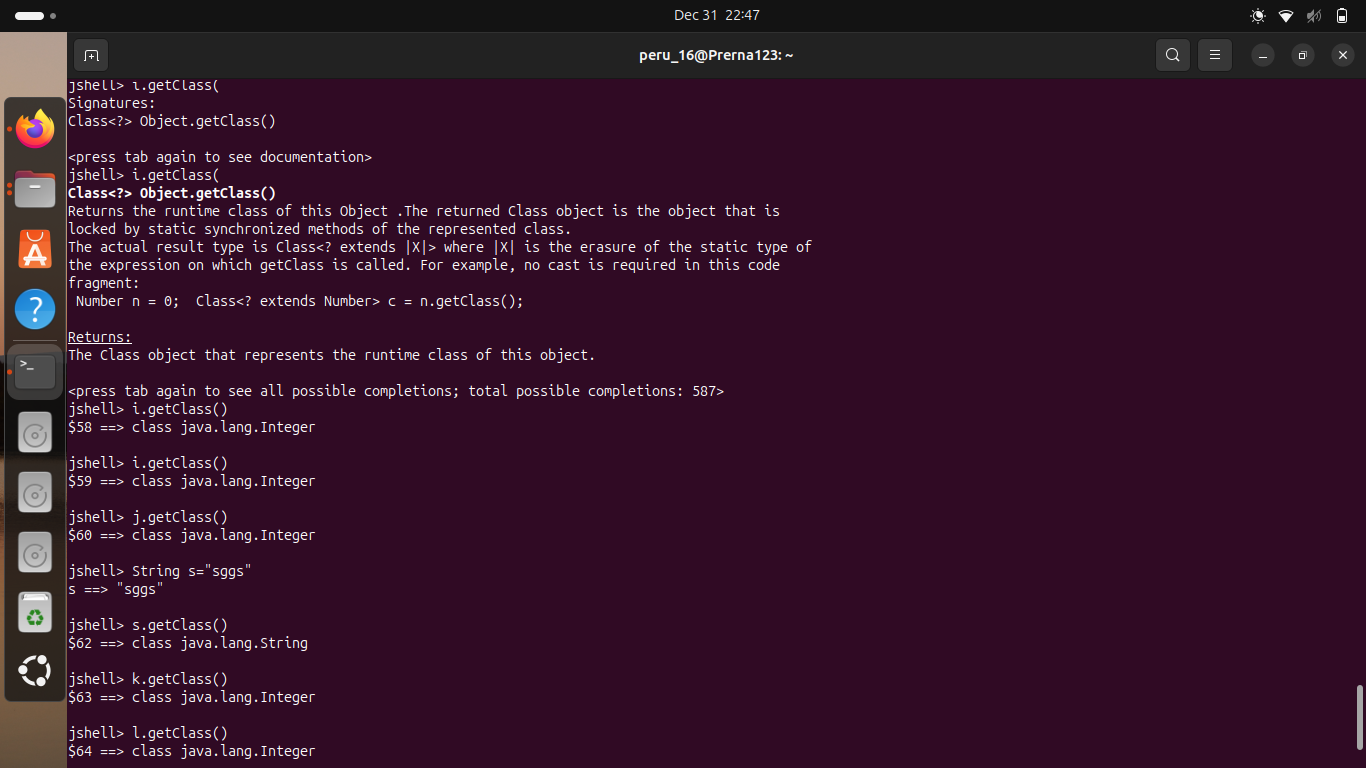 Dec 31 22:47
peru_16@Prerna123: ~
jshell> i.getClass(
Signatures:
Class<?> Object.getClass()
<press tab again to see documentation>
jshell> i.getClass(
Class<?> Object.getClass()
Returns the runtime class of this Object .The returned Class object is the object that is
locked by static synchronized methods of the represented class.
The actual result type is Class<? extends |X|> where |X| is the erasure of the static type of
the expression on which getClass is called. For example, no cast is required in this code
fragment:
Number n = 0;  Class<? extends Number> c = n.getClass();
Returns:
The Class object that represents the runtime class of this object.
<press tab again to see all possible completions; total possible completions: 587>
jshell> i.getClass()
$58 ==> class java.lang.Integer
jshell> i.getClass()
$59 ==> class java.lang.Integer
jshell> j.getClass()
$60 ==> class java.lang.Integer
jshell> String s="sggs"
s ==> "sggs"
jshell> s.getClass()
$62 ==> class java.lang.String
jshell> k.getClass()
$63 ==> class java.lang.Integer
jshell> l.getClass()
$64 ==> class java.lang.Integer